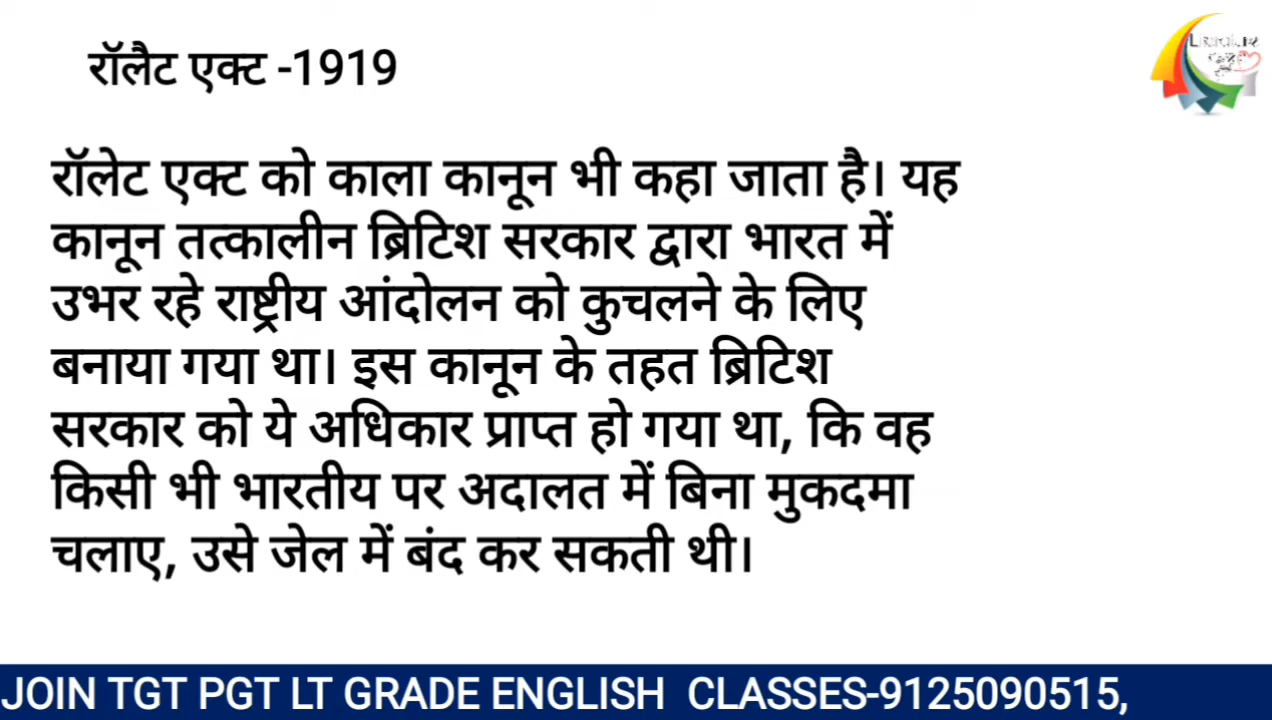 रॉलैट एक्ट -1919
रॉलेट एक्ट को काला कानून भी कहा जाता है। यह
कानून तत्कालीन ब्रिटिश सरकार द्वारा भारत में
उभर रहे राष्ट्रीय आंदोलन को कुचलने के लिए
बनाया गया था। इस कानून के तहत ब्रिटिश
सरकार को ये अधिकार प्राप्त हो गया था, कि वह
किसी भी भारतीय पर अदालत में बिना मुकदमा
चलाए, उसे जेल में बंद कर सकती थी।
JOIN TGT PGT LT GRADE ENGLISH CLASSES-9125090515,